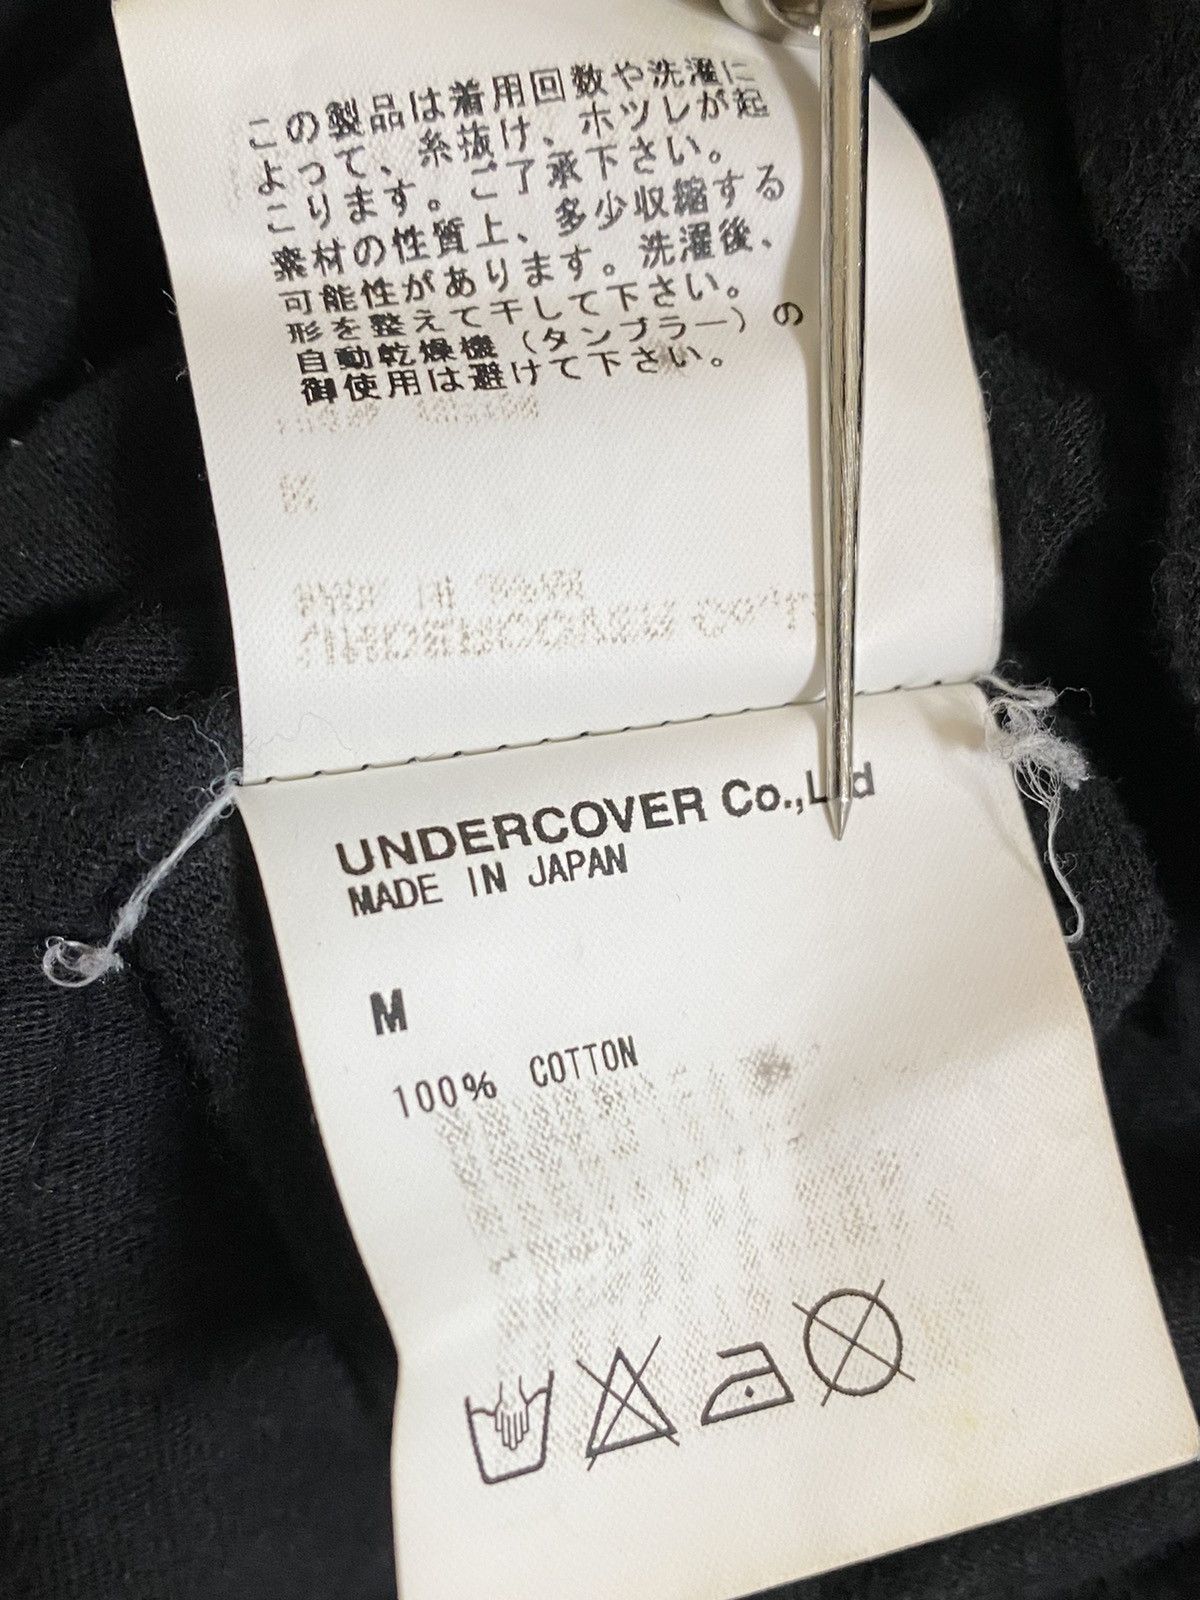 この製品は着用回数や洗濯に
よって、糸抜け、ホツレが起
こります。ご了承下さい。
素材の性質上、多少収縮する
可能性があります。洗濯後、
形を整えて干して下さい。
自動乾燥機(タンブラー)の
御使用は避けて下さい。
UNDERCOVER Co.,Ltd
MADE IN JAPAN
M
100% COTTON